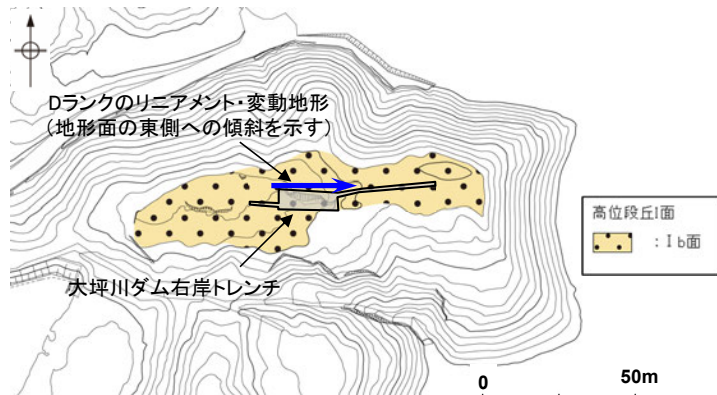 Dランクのリニアメント・変動地形
(地形面の東側への傾斜を示す)
大坪川ダム右岸トレンチ
高位段丘I面
：Ｉb面
0 50m